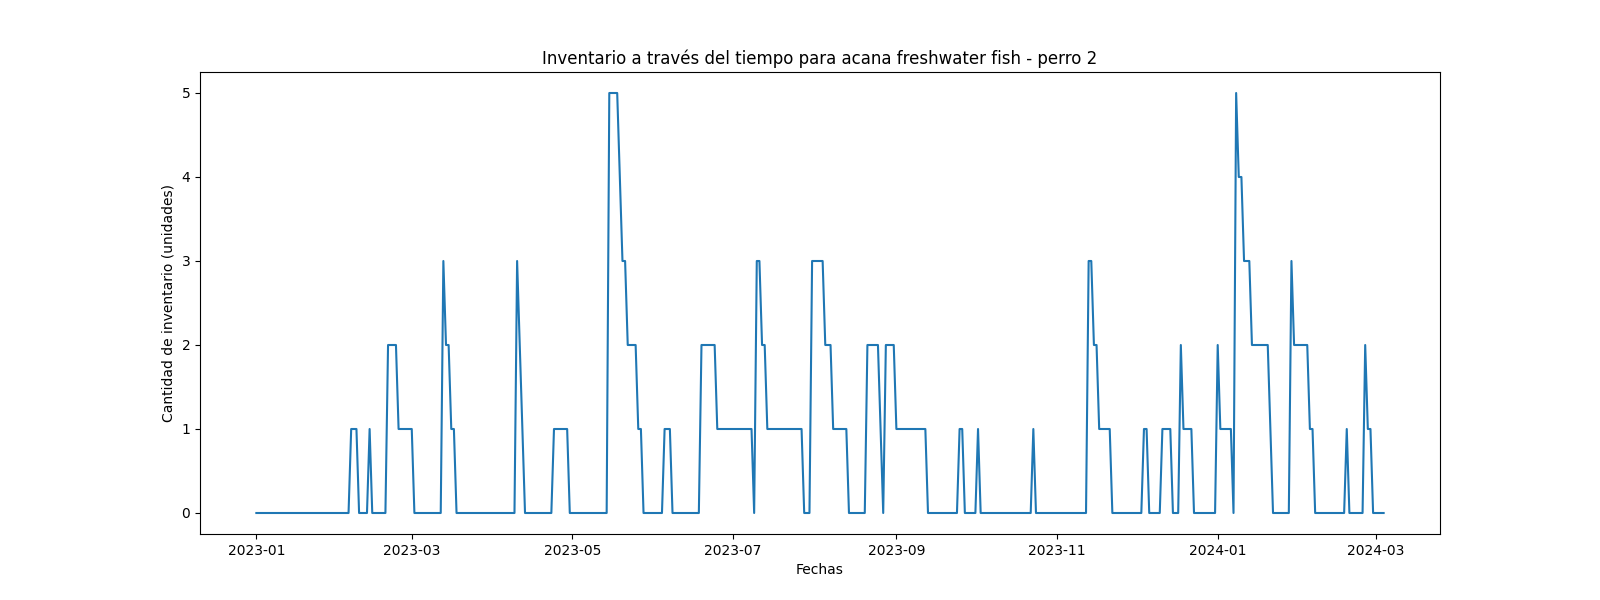 Inventario a través del tiempo para acana freshwater fish - perro 2
Cantidad de inventario (unidades)
5
4
3
2
1
0
2023-01 2023-03 2023-05 2023-07 2023-09 2023-11 2024-01 2024-03
Fechas